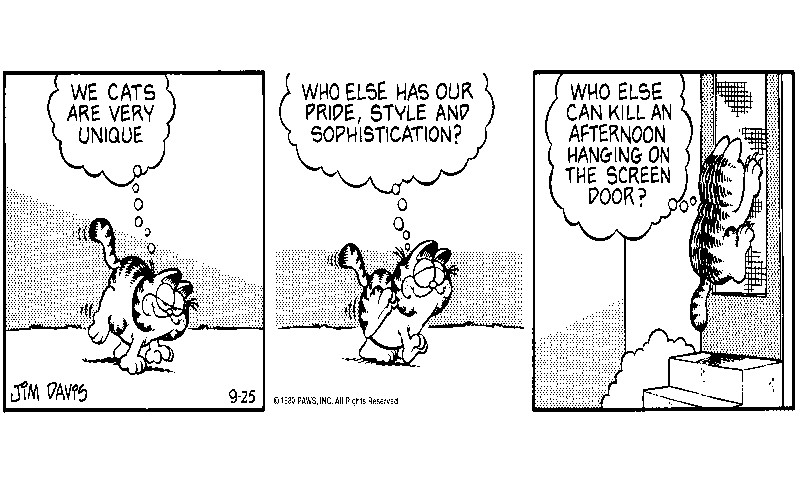 WE CATS
ARE VERY
UNIQUE
JIM DAVIS
9-25
WHO ELSE HAS OUR
PRIDE, STYLE AND
SOPHISTICATION?
PAWS, INC. All Rights Reserved
WHO ELSE
CAN KILL AN
AFTERNOON
HANGING ON
THE SCREEN
DOOR?